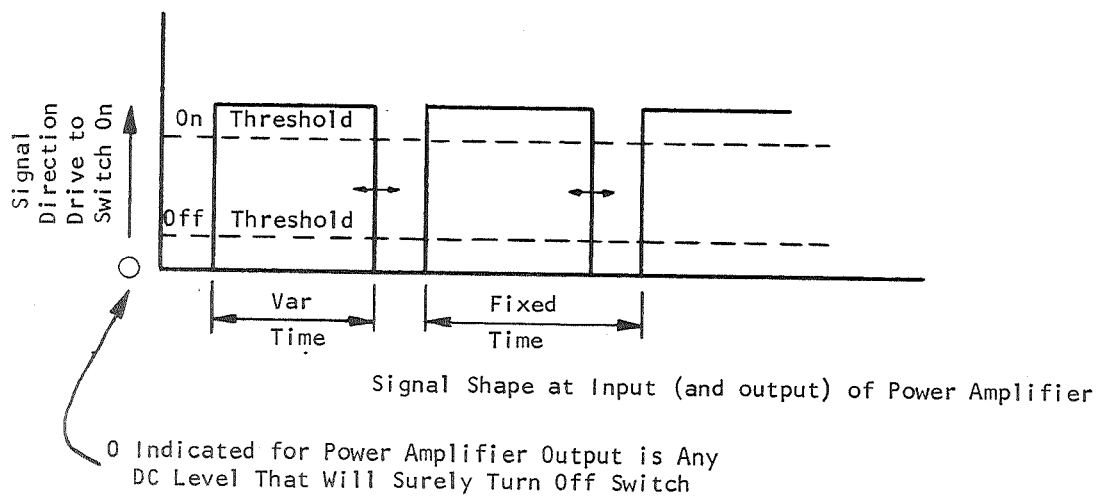 Signal
Direction
Drive to
Switch On
On Threshold
Off Threshold
Var
Time
Fixed
Time
Signal Shape at Input (and output) of Power Amplifier
0 Indicated for Power Amplifier Output is Any
DC Level That Will Surely Turn Off Switch